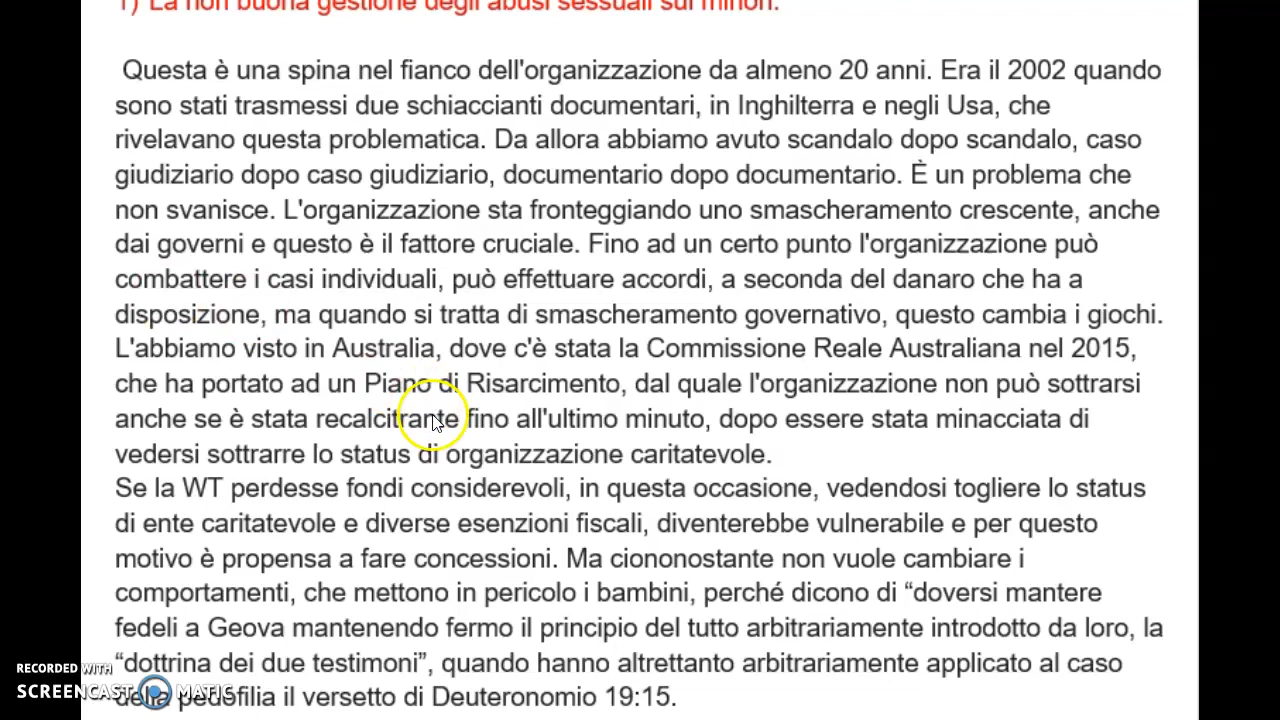 1) La non buona gestione degli abusi sessuali sui minori.
Questa è una spina nel fianco dell'organizzazione da almeno 20 anni. Era il 2002 quando
sono stati trasmessi due schiaccianti documentari, in Inghilterra e negli Usa, che
rivelavano questa problematica. Da allora abbiamo avuto scandalo dopo scandalo, caso
giudiziario dopo caso giudiziario, documentario dopo documentario. È un problema che
non svanisce. L'organizzazione sta fronteggiando uno smascheramento crescente, anche
dai governi e questo è il fattore cruciale. Fino ad un certo punto l'organizzazione può
combattere i casi individuali, può effettuare accordi, a seconda del danaro che ha a
disposizione, ma quando si tratta di smascheramento governativo, questo cambia i giochi.
L'abbiamo visto in Australia, dove c'è stata la Commissione Reale Australiana nel 2015,
che ha portato ad un Piano di Risarcimento, dal quale l'organizzazione non può sottrarsi
anche se è stata recalcitrante fino all'ultimo minuto, dopo essere stata minacciata di
vedersi sottrarre lo status di organizzazione caritatevole.
Se la WT perdesse fondi considerevoli, in questa occasione, vedendosi togliere lo status
di ente caritatevole e diverse esenzioni fiscali, diventerebbe vulnerabile e per questo
motivo è propensa a fare concessioni. Ma ciononostante non vuole cambiare i
comportamenti, che mettono in pericolo i bambini, perché dicono di “doversi mantere
fedeli a Geova mantenendo fermo il principio del tutto arbitrariamente introdotto da loro, la
“dottrina dei due testimoni”, quando hanno altrettanto arbitrariamente applicato al caso
della pedofilia il versetto di Deuteronomio 19:15.
RECORDED WITH
SCREENCAST MATIC